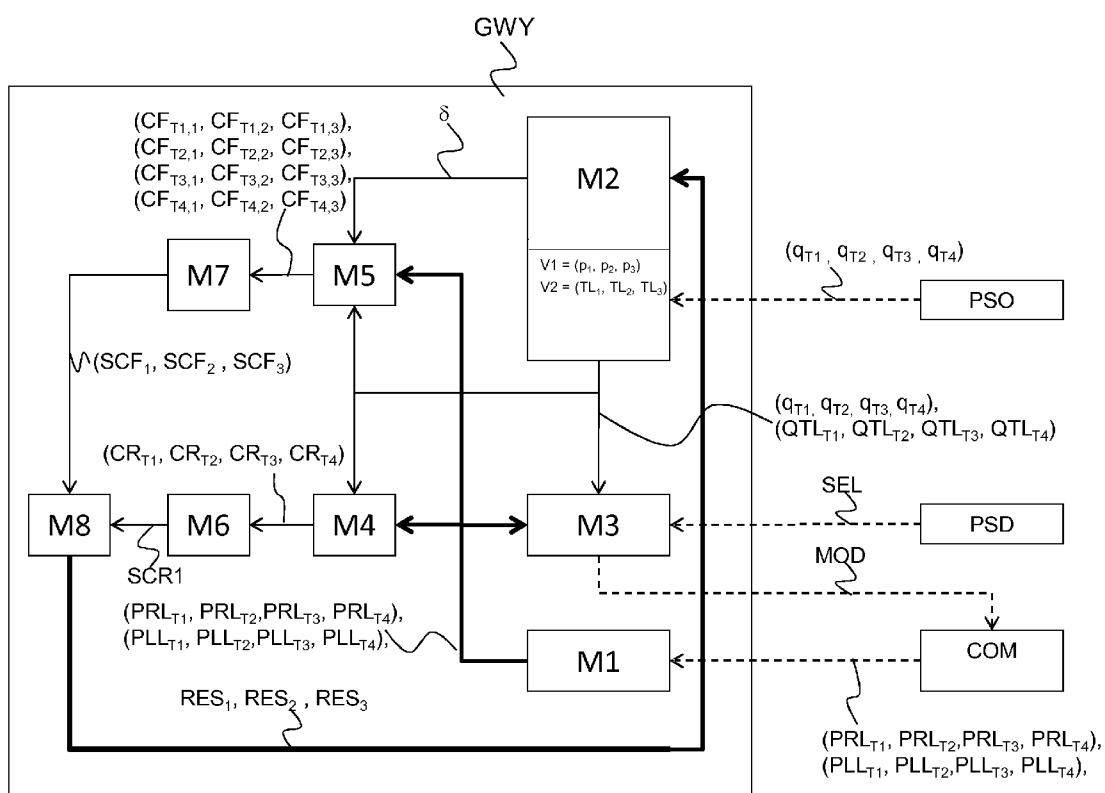 GWY
(CF_T1,1, CF_T1,2, CF_T1,3),
(CF_T2,1, CF_T2,2, CF_T2,3),
(CF_T3,1, CF_T3,2, CF_T3,3),
(CF_T4,1, CF_T4,2, CF_T4,3)
δ
M2
V1 = (p1, p2, p3)
V2 = (TL1, TL2, TL3)
M7
M5
(qT1, qT2 , qT3 , qT4)
PSO
(SCF1, SCF2 , SCF3)
(qT1, qT2, qT3, qT4),
(QTLT1, QTLT2, QTLT3, QTLT4)
(CRT1, CRT2, CRT3, CRT4)
M8
M6
M4
M3
SEL
PSD
SCR1
MOD
(PRLT1, PRLT2,PRLT3, PRLT4),
(PLLT1, PLLT2,PLLT3, PLLT4),
M1
COM
RES1, RES2 , RES3
(PRLT1, PRLT2,PRLT3, PRLT4),
(PLLT1, PLLT2,PLLT3, PLLT4),